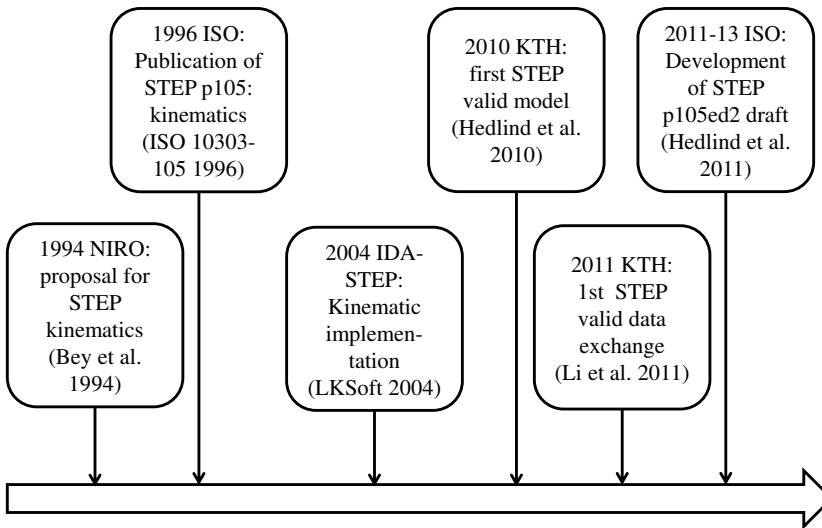 1996 ISO:
Publication of
STEP p105:
kinematics
(ISO 10303-
105 1996)
2010 KTH:
first STEP
valid model
(Hedlind et al.
2010)
2011-13 ISO:
Development
of STEP
p105ed2 draft
(Hedlind et al.
2011)
1994 NIRO:
proposal for
STEP
kinematics
(Bey et al.
1994)
2004 IDA-
STEP:
Kinematic
implemen-
tation
(LKSoft 2004)
2011 KTH:
1st STEP
valid data
exchange
(Li et al. 2011)